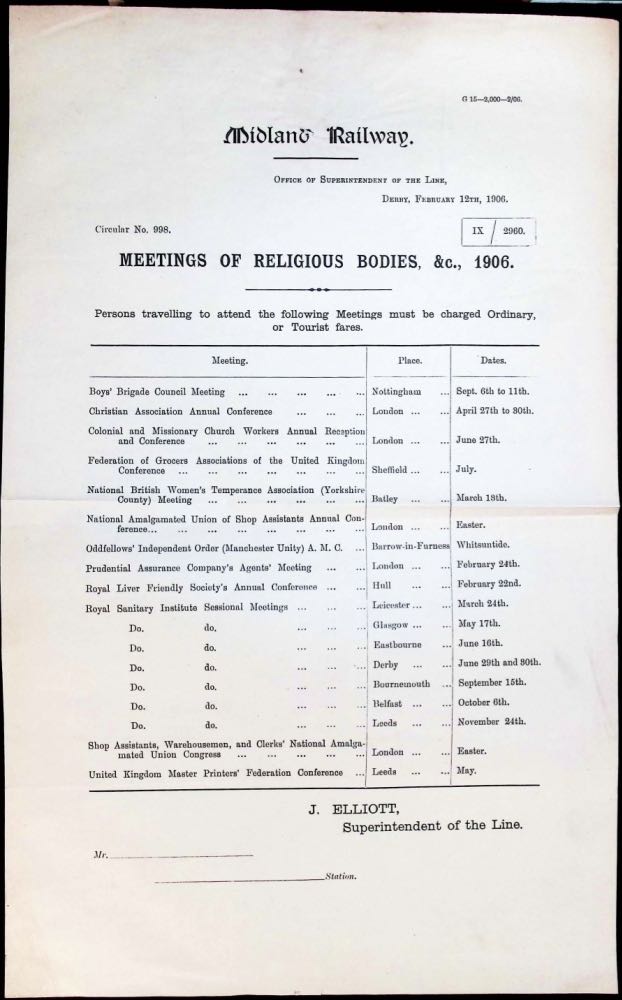 G 15—2,000—2/06.
Midland Railway.
Office of Superintendent of the Line,
Derby, February 12th, 1906.
Circular No. 998.
IX / 2960.
MEETINGS OF RELIGIOUS BODIES, &c., 1906.
Persons travelling to attend the following Meetings must be charged Ordinary,
or Tourist fares.
Meeting. Place. Dates.
Boys' Brigade Council Meeting ... ... ... ... ... Nottingham ... Sept. 6th to 11th.
Christian Association Annual Conference ... ... ... London ... ... April 27th to 30th.
Colonial and Missionary Church Workers Annual Reception
and Conference ... ... ... ... ... ... London ... ... June 27th.
Federation of Grocers Associations of the United Kingdom
Conference ... ... ... ... ... ... ... Sheffield ... ... July.
National British Women's Temperance Association (Yorkshire
County) Meeting ... ... ... ... ... ... Batley ... ... March 13th.
National Amalgamated Union of Shop Assistants Annual Con-
ference... ... ... ... ... ... ... ... London ... ... Easter.
Oddfellows' Independent Order (Manchester Unity) A. M. C. ... Barrow-in-Furness Whitsuntide.
Prudential Assurance Company's Agents' Meeting ... ... London ... ... February 24th.
Royal Liver Friendly Society's Annual Conference ... ... Hull ... ... February 22nd.
Royal Sanitary Institute Sessional Meetings ... ... ... Leicester ... ... March 24th.
Do. do. ... ... ... Glasgow ... ... May 17th.
Do. do. ... ... ... Eastbourne ... June 16th.
Do. do. ... ... ... Derby ... ... June 29th and 30th.
Do. do. ... ... ... Bournemouth ... September 15th.
Do. do. ... ... ... Belfast ... ... October 6th.
Do. do. ... ... ... Leeds ... ... November 24th.
Shop Assistants, Warehousemen, and Clerks' National Amalga-
mated Union Congress ... ... ... ... ... London ... ... Easter.
United Kingdom Master Printers' Federation Conference ... Leeds ... ... May.
J. ELLIOTT,
Superintendent of the Line.
Mr.
Station.